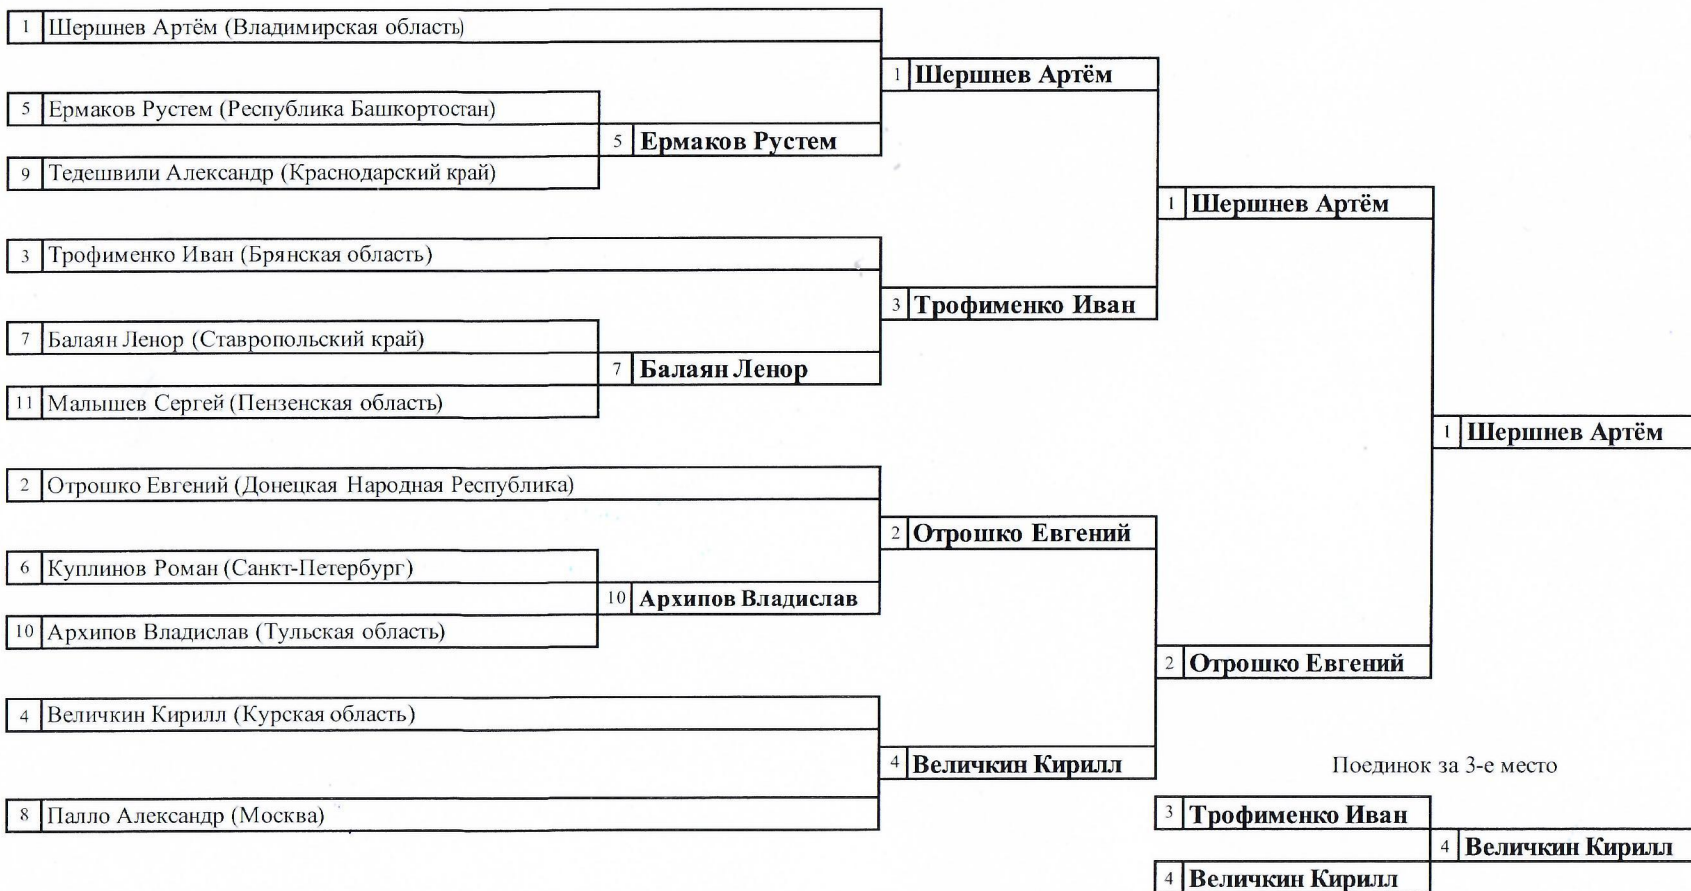 1 Шершнев Артём (Владимирская область)
1 Шершнев Артём
5 Ермаков Рустем (Республика Башкортостан)
5 Ермаков Рустем
9 Тедешвили Александр (Краснодарский край)
1 Шершнев Артём
3 Трофименко Иван (Брянская область)
3 Трофименко Иван
7 Балаян Ленор (Ставропольский край)
7 Балаян Ленор
11 Малышев Сергей (Пензенская область)
1 Шершнев Артём
2 Отрошко Евгений (Донецкая Народная Республика)
2 Отрошко Евгений
6 Куплинов Роман (Санкт-Петербург)
10 Архипов Владислав
10 Архипов Владислав (Тульская область)
2 Отрошко Евгений
4 Величкин Кирилл (Курская область)
4 Величкин Кирилл
Поединок за 3-е место
8 Палло Александр (Москва)
3 Трофименко Иван
4 Величкин Кирилл
4 Величкин Кирилл